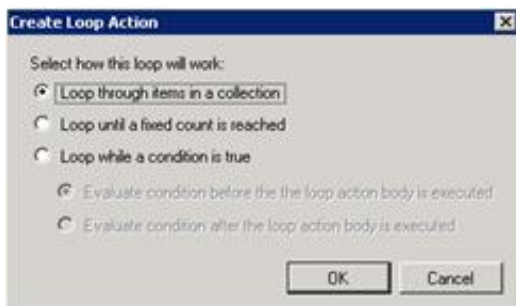 Create Loop Action
Select how this loop will work:
Loop through items in a collection
Loop until a fixed count is reached
Loop while a condition is true
Evaluate condition before the the loop action body is executed
Evaluate condition after the loop action body is executed
OK
Cancel